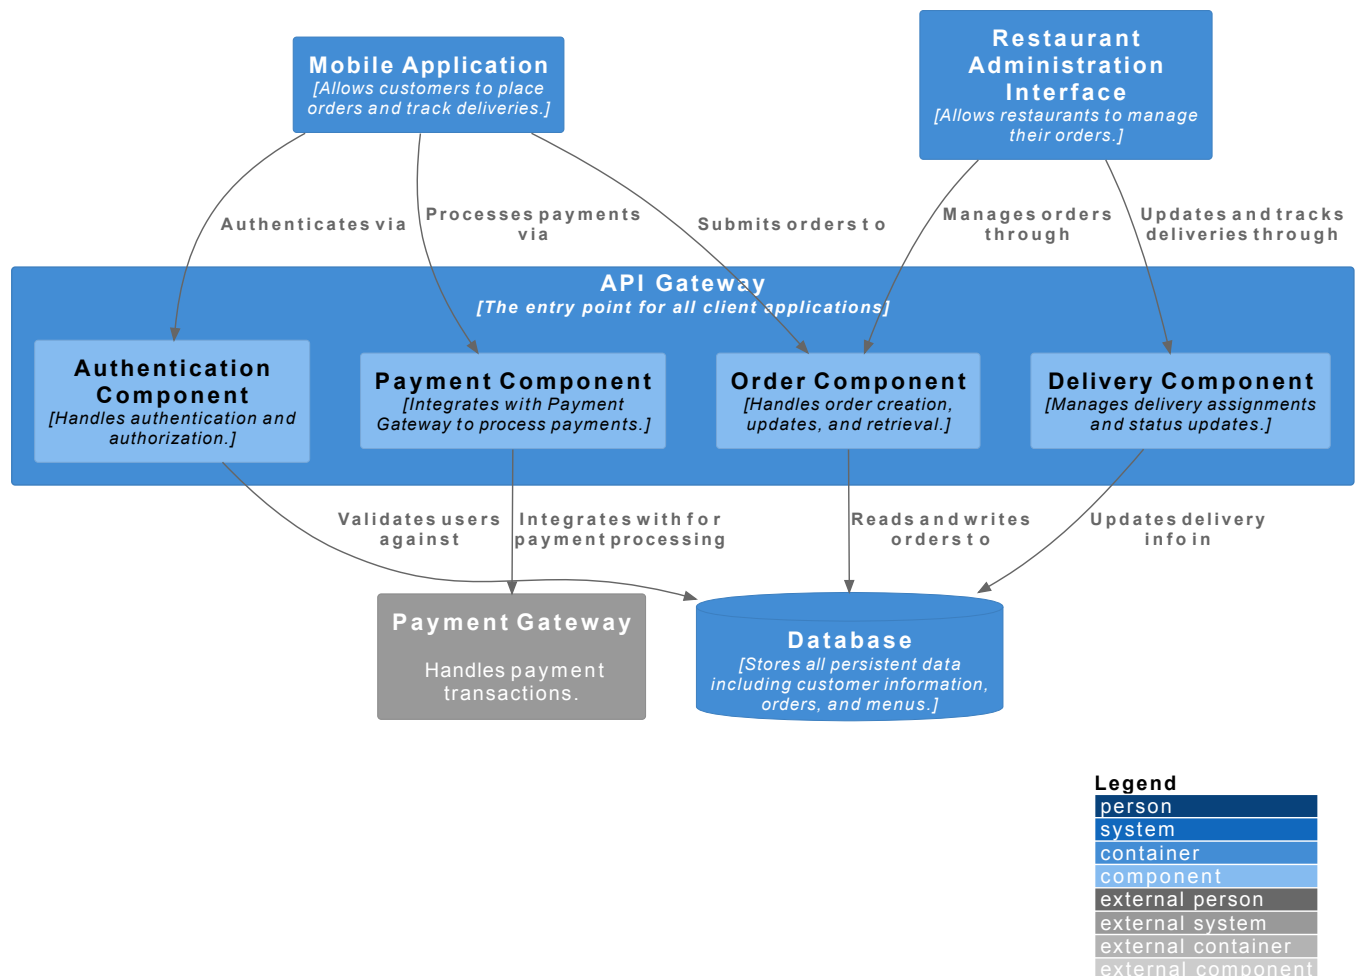 Mobile Application
[Allows customers to place
orders and track deliveries.]
Restaurant
Administration
Interface
[Allows restaurants to manage
their orders.]
Authenticates via
Processes payments
via
Submits orders to
Manages orders
through
Updates and tracks
deliveries through
API Gateway
[The entry point for all client applications]
Authentication
Component
[Handles authentication and
authorization.]
Payment Component
[Integrates with Payment
Gateway to process payments.]
Order Component
[Handles order creation,
updates, and retrieval.]
Delivery Component
[Manages delivery assignments
and status updates.]
Validates users
against
Integrates with for
payment processing
Reads and writes
orders to
Updates delivery
info in
Payment Gateway
Handles payment
transactions.
Database
[Stores all persistent data
including customer information,
orders, and menus.]
Legend
person
system
container
component
external person
external system
external container
external component